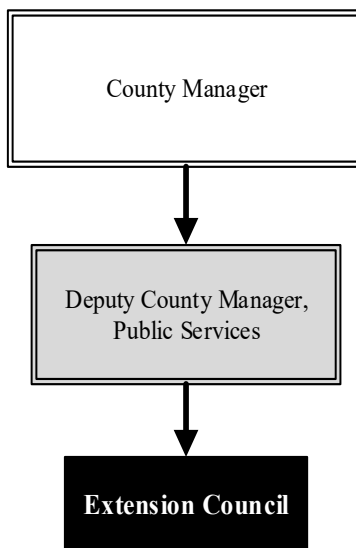 County Manager
Deputy County Manager,
Public Services
Extension Council